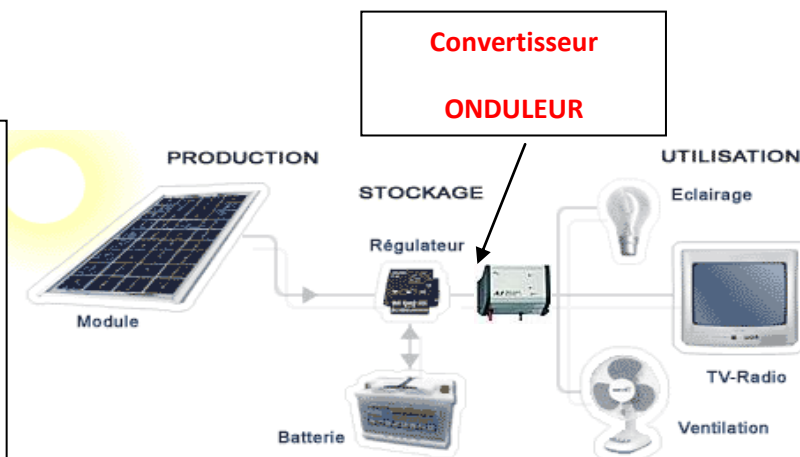 Convertisseur
ONDULEUR
PRODUCTION
UTILISATION
STOCKAGE
Eclairage
Régulateur
Module
TV-Radio
Batterie
Ventilation